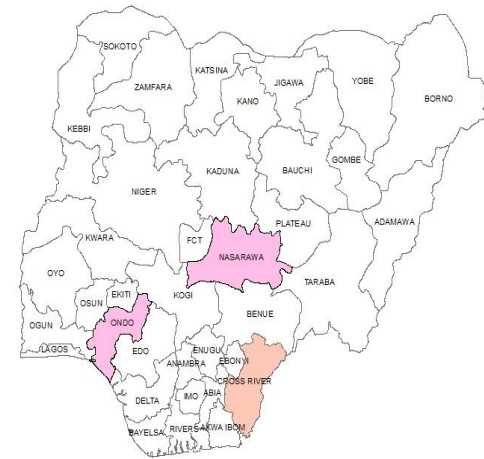 SOKOTO
KATSINA
ZAMFARA
JIGAWA
YOBE
KANO
BORNO
KEBBI
GOMBE
KADUNA
BAUCHI
NIGER
ADAMAWA
PLATEAU
KWARA
FCT
NASARAWA
OYO
TARABA
EKITI
KOGI
OSUN
BENUE
ONDO
OGUN
LAGOS
EDO
ENUGU
EBONYI
ANAMBRA
CROSS RIVER
IMO
ABIA
DELTA
BAYELSA
RIVERS
AKWA IBOM